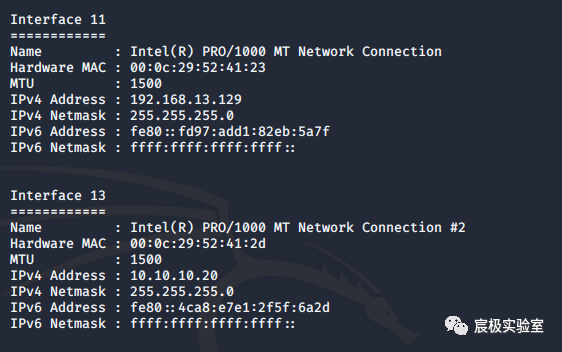 Interface 11
============
Name         : Intel(R) PRO/1000 MT Network Connection
Hardware MAC : 00:0c:29:52:41:23
MTU          : 1500
IPv4 Address : 192.168.13.129
IPv4 Netmask : 255.255.255.0
IPv6 Address : fe80::fd97:add1:82eb:5a7f
IPv6 Netmask : ffff:ffff:ffff:ffff::
Interface 13
============
Name         : Intel(R) PRO/1000 MT Network Connection #2
Hardware MAC : 00:0c:29:52:41:2d
MTU          : 1500
IPv4 Address : 10.10.10.20
IPv4 Netmask : 255.255.255.0
IPv6 Address : fe80::4ca8:e7e1:2f5f:6a2d
IPv6 Netmask : ffff:ffff:ffff:ffff::
宸极实验室